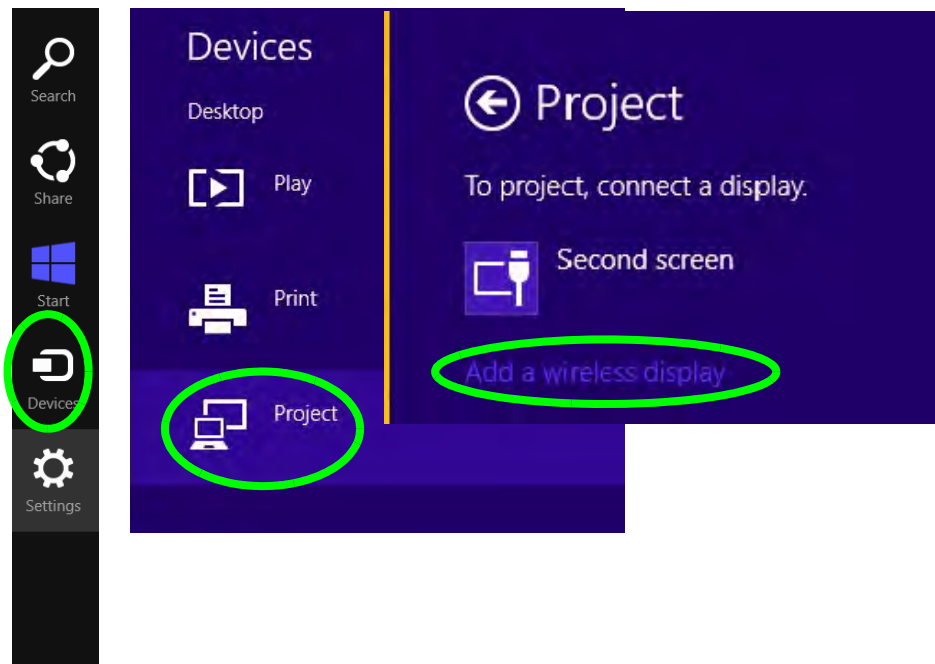 Search
Share
Start
Devices
Settings
Devices
Desktop
Play
Print
Project
Project
To project, connect a display.
Second screen
Add a wireless display